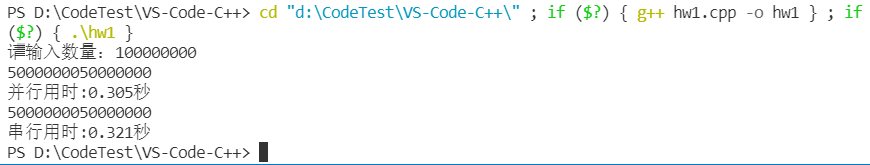 PS D:\CodeTest\VS-Code-C++> cd "d:\CodeTest\VS-Code-C++\" ; if ($?) { g++ hw1.cpp -o hw1 } ; if
($?) { .\hw1 }
请输入数量：100000000
5000000050000000
并行用时:0.305秒
5000000050000000
串行用时:0.321秒
PS D:\CodeTest\VS-Code-C++>